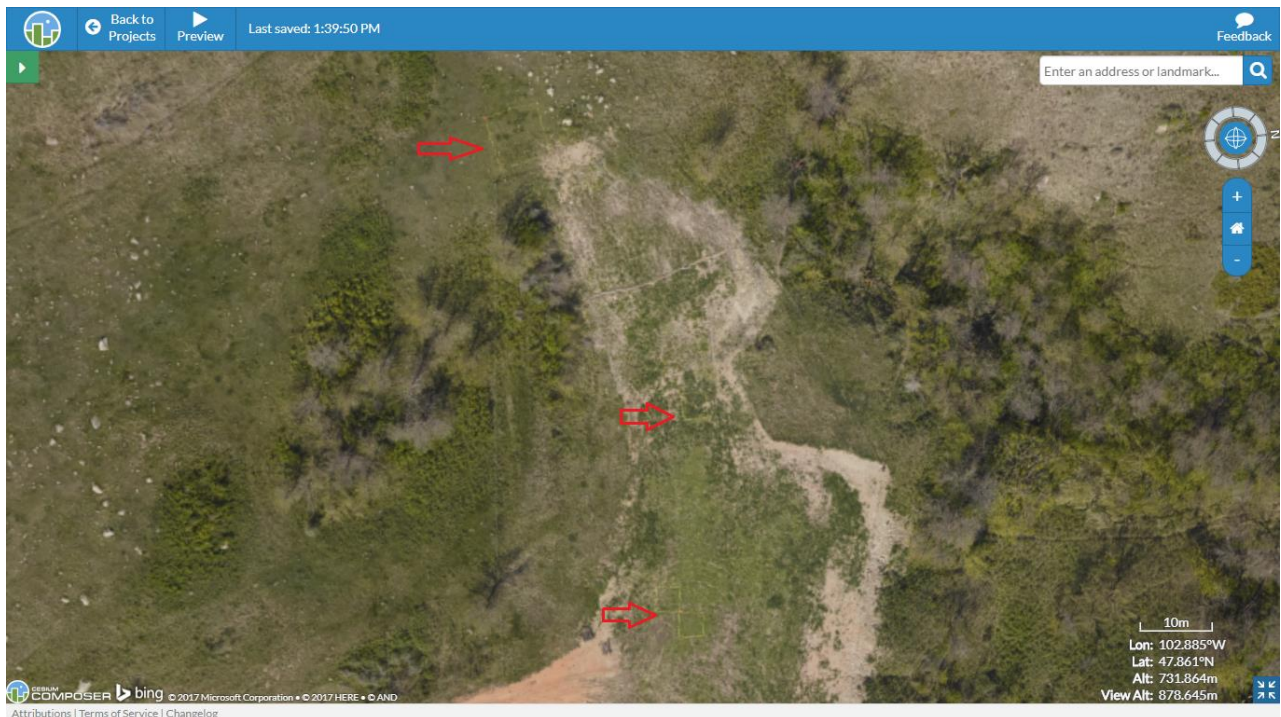 Back to
Projects
Preview
Last saved: 1:39:50 PM
Feedback
Enter an address or landmark...
N
+
-
10m
Lon: 102.885°W
Lat: 47.861°N
Alt: 731.864m
View Alt: 878.645m
CESIUM
COMPOSER bing © 2017 Microsoft Corporation • © 2017 HERE • © AND
Attributions | Terms of Service | Changelog